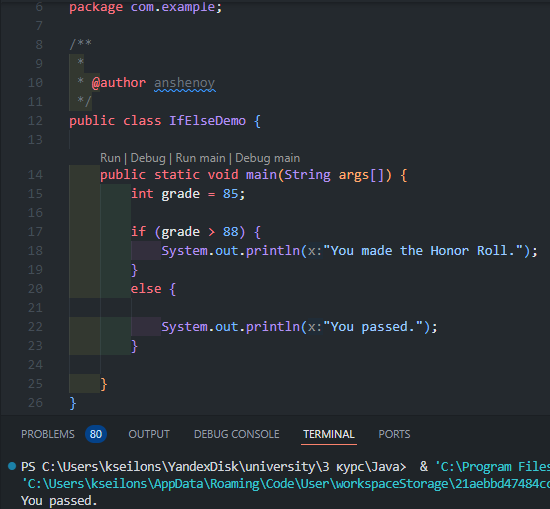 6 package com.example;
7
8 /**
9 *
10 * @author anshenoy
11 */
12 public class IfElseDemo {
13
Run | Debug | Run main | Debug main
14 public static void main(String args[]) {
15 int grade = 85;
16
17 if (grade > 88) {
18 System.out.println(x:"You made the Honor Roll.");
19 }
20 else {
21
22 System.out.println(x:"You passed.");
23 }
24
25 }
26 }
PROBLEMS 80 OUTPUT DEBUG CONSOLE TERMINAL PORTS
PS C:\Users\kseilons\YandexDisk\university\3 курс\Java> & 'C:\Program Files
'C:\Users\kseilons\AppData\Roaming\Code\User\workspaceStorage\21aebbd47484cc
You passed.